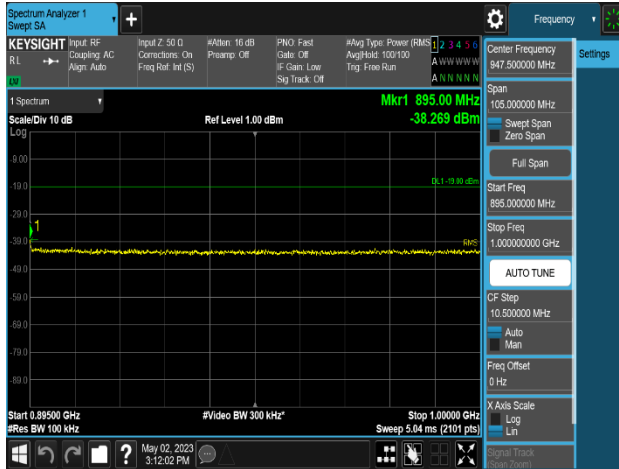 Spectrum Analyzer 1
Swept SA
+
Frequency
Settings
KEYSIGHT
RL
Input: RF
Coupling: AC
Align: Auto
Input Z: 50 Ω
Corrections: On
Freq Ref: Int (S)
#Atten: 16 dB
Preamp: Off
PNO: Fast
Gate: Off
IF Gain: Low
Sig Track: Off
#Avg Type: Power (RMS
Avg|Hold: 100/100
Trig: Free Run
1 2 3 4 5 6
A W W W W W
A N N N N N
1 Spectrum
Scale/Div 10 dB
Ref Level 1.00 dBm
Mkr1 895.00 MHz
-38.269 dBm
Log
-9.00
-19.0
-29.0
-39.0
-49.0
-59.0
-69.0
-79.0
-89.0
DL1 -19.00 dBm
1
RMS
Start 0.89500 GHz
#Res BW 100 kHz
#Video BW 300 kHz*
Stop 1.00000 GHz
Sweep 5.04 ms (2101 pts)
Center Frequency
947.500000 MHz
Span
105.000000 MHz
Swept Span
Zero Span
Full Span
Start Freq
895.000000 MHz
Stop Freq
1.000000000 GHz
AUTO TUNE
CF Step
10.500000 MHz
Auto
Man
Freq Offset
0 Hz
X Axis Scale
Log
Lin
Signal Track
(Span Zoom)
?
May 02, 2023
3:12:02 PM